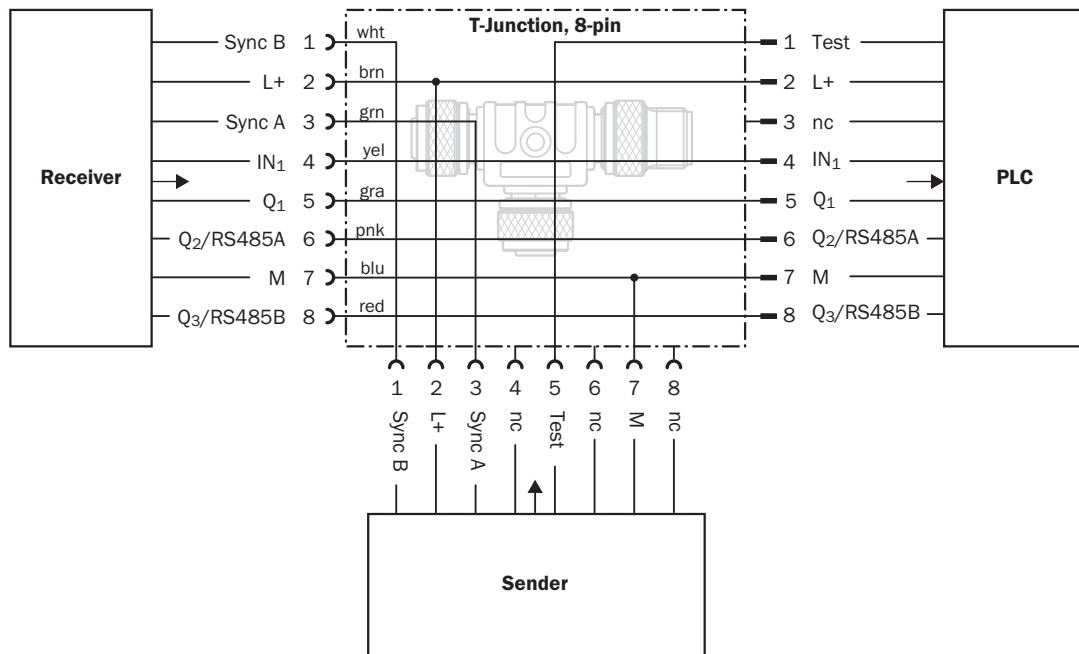 T-Junction, 8-pin
Sync B 1 wht 1 Test
L+ 2 brn 2 L+
Sync A 3 grn 3 nc
IN1 4 yel 4 IN1
Receiver PLC
Q1 5 gra 5 Q1
Q2/RS485A 6 pnk 6 Q2/RS485A
M 7 blu 7 M
Q3/RS485B 8 red 8 Q3/RS485B
1 2 3 4 5 6 7 8
Sync B L+ Sync A nc Test nc M nc
Sender